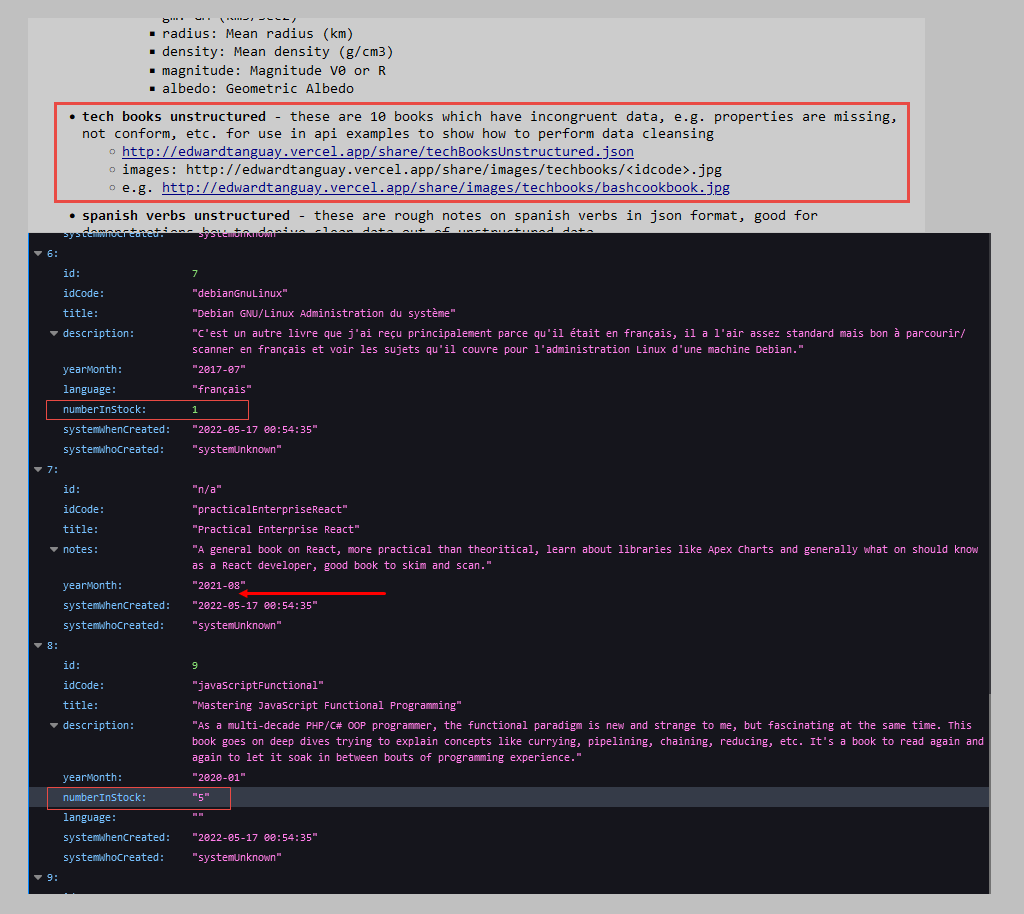 gm: GM (km3/sec2)
▪ radius: Mean radius (km)
▪ density: Mean density (g/cm3)
▪ magnitude: Magnitude V0 or R
▪ albedo: Geometric Albedo
• tech books unstructured - these are 10 books which have incongruent data, e.g. properties are missing,
not conform, etc. for use in api examples to show how to perform data cleansing
◦ http://edwardtanguay.vercel.app/share/techBooksUnstructured.json
◦ images: http://edwardtanguay.vercel.app/share/images/techbooks/<idcode>.jpg
◦ e.g. http://edwardtanguay.vercel.app/share/images/techbooks/bashcookbook.jpg
• spanish verbs unstructured - these are rough notes on spanish verbs in json format, good for
demonstrations how to derive clean data out of unstructured data
systemWhoCreated: "systemUnknown"
6:
id: 7
idCode: "debianGnuLinux"
title: "Debian GNU/Linux Administration du système"
description: "C'est un autre livre que j'ai reçu principalement parce qu'il était en français, il a l'air assez standard mais bon à parcourir/
scanner en français et voir les sujets qu'il couvre pour l'administration Linux d'une machine Debian."
yearMonth: "2017-07"
language: "français"
numberInStock: 1
systemWhenCreated: "2022-05-17 00:54:35"
systemWhoCreated: "systemUnknown"
7:
id: "n/a"
idCode: "practicalEnterpriseReact"
title: "Practical Enterprise React"
notes: "A general book on React, more practical than theoritical, learn about libraries like Apex Charts and generally what on should know
as a React developer, good book to skim and scan."
yearMonth: "2021-08"
systemWhenCreated: "2022-05-17 00:54:35"
systemWhoCreated: "systemUnknown"
8:
id: 9
idCode: "javaScriptFunctional"
title: "Mastering JavaScript Functional Programming"
description: "As a multi-decade PHP/C# OOP programmer, the functional paradigm is new and strange to me, but fascinating at the same time. This
book goes on deep dives trying to explain concepts like currying, pipelining, chaining, reducing, etc. It's a book to read again and
again to let it soak in between bouts of programming experience."
yearMonth: "2020-01"
numberInStock: "5"
language: ""
systemWhenCreated: "2022-05-17 00:54:35"
systemWhoCreated: "systemUnknown"
9: